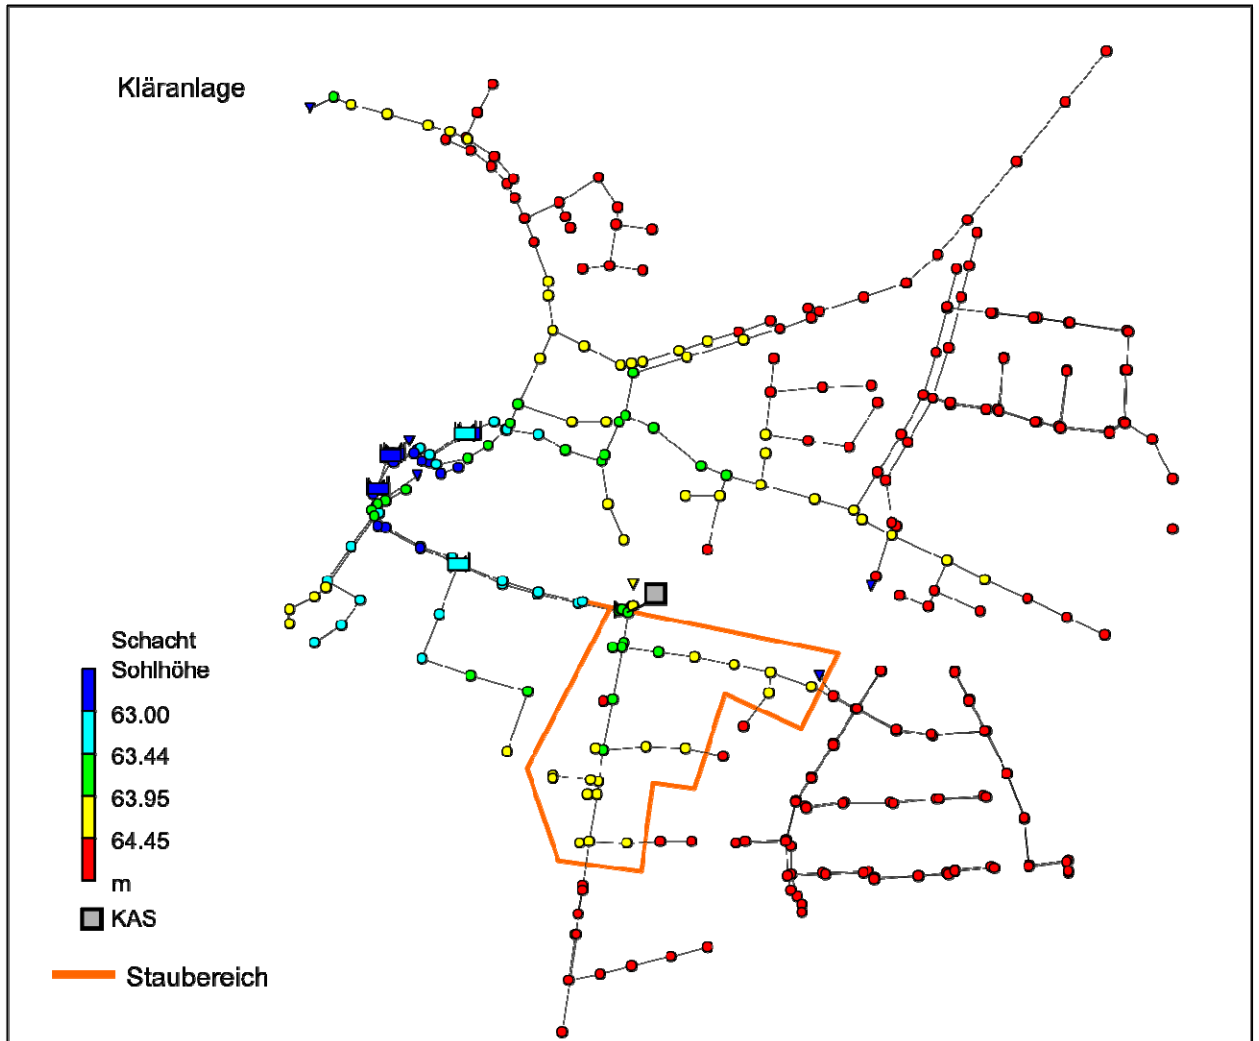 Kläranlage
Schacht
Sohlhöhe
63.00
63.44
63.95
64.45
m
KAS
Staubereich